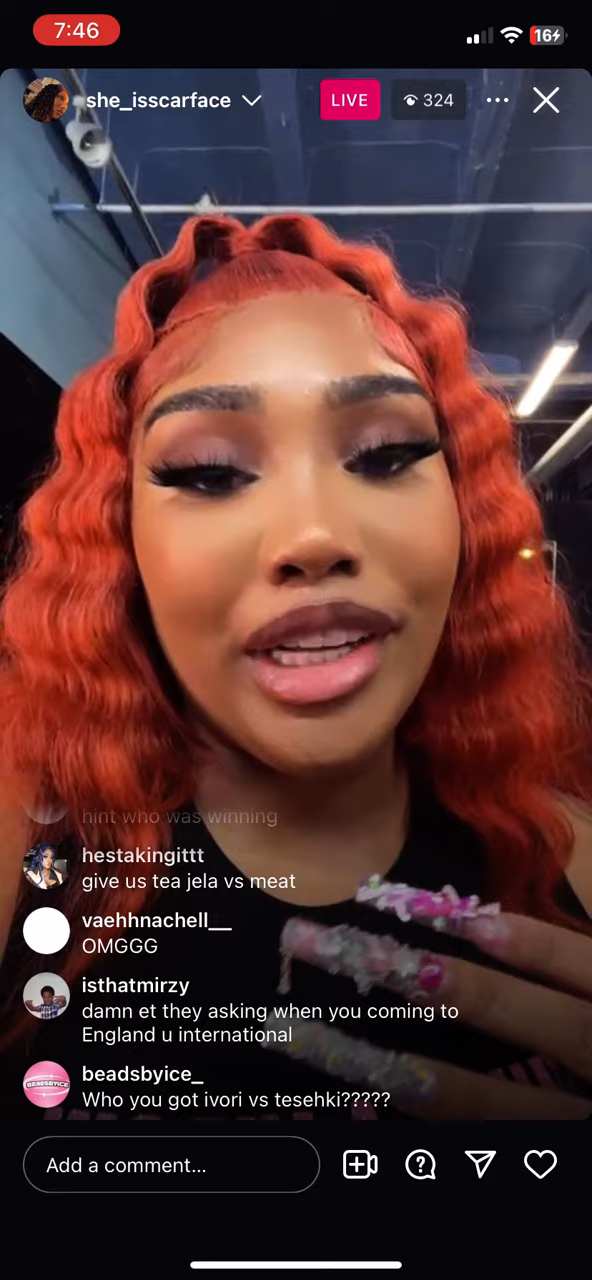 7:46
16
she_isscarface
LIVE
324
hint who was winning
hestakingittt
give us tea jela vs meat
vaehhnachell__
OMGGG
isthatmirzy
damn et they asking when you coming to
England u international
BEADSBYICE
beadsbyice_
Who you got ivori vs tesehki?????
Add a comment...